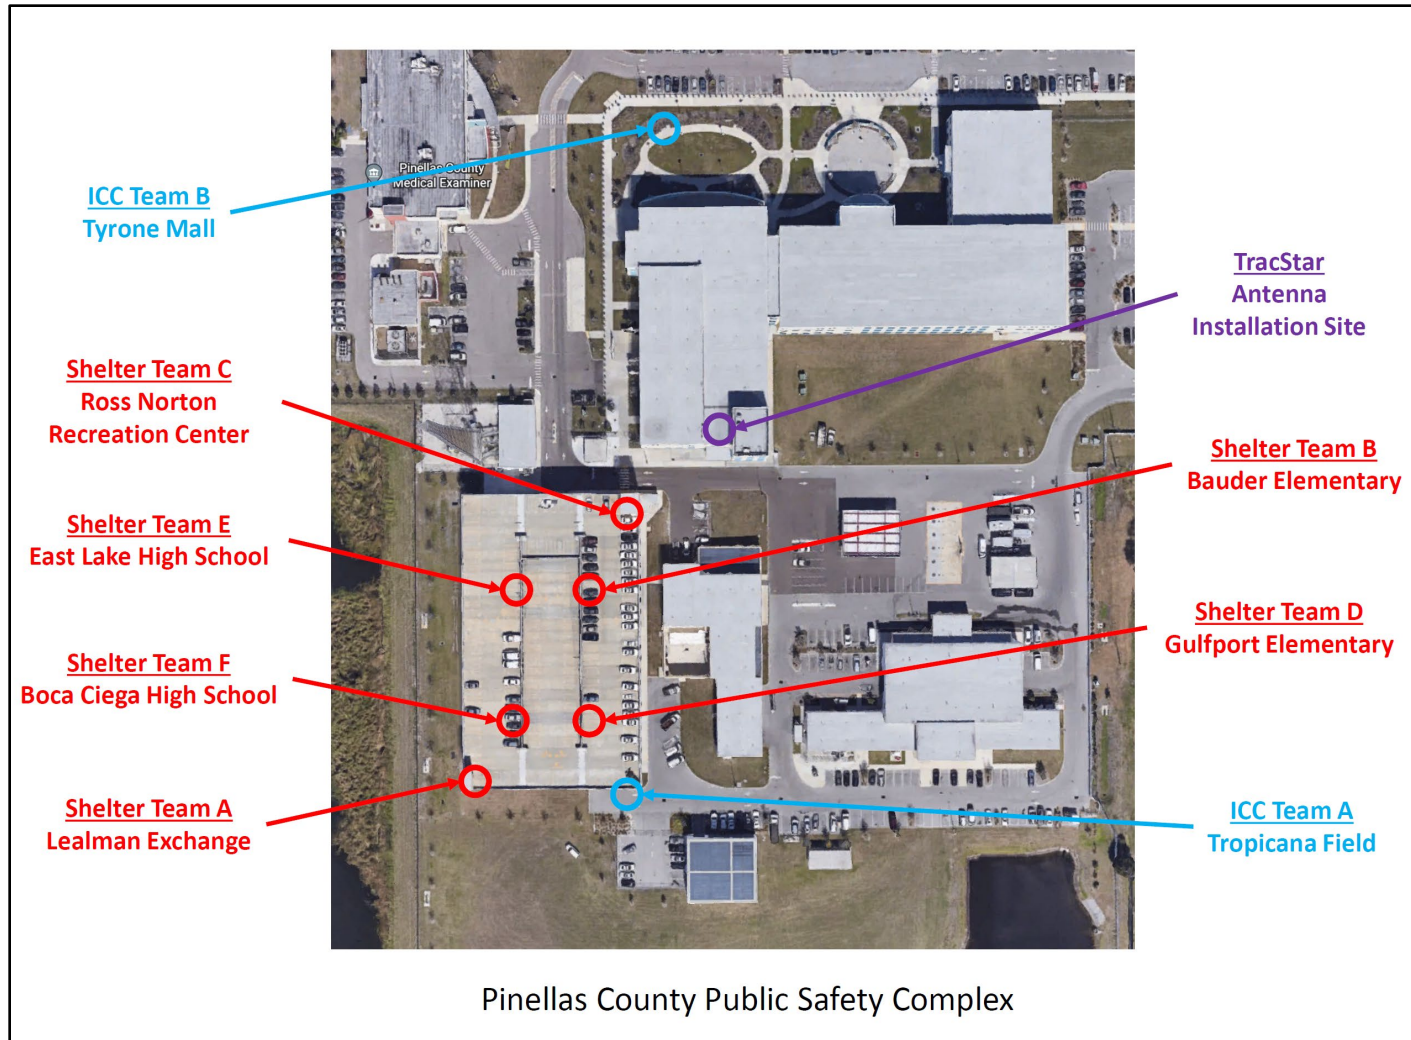 Pinellas County
Medical Examiner
ICC Team B
Tyrone Mall
TracStar
Antenna
Installation Site
Shelter Team C
Ross Norton
Recreation Center
Shelter Team B
Bauder Elementary
Shelter Team E
East Lake High School
Shelter Team D
Gulfport Elementary
Shelter Team F
Boca Ciega High School
Shelter Team A
Lealman Exchange
ICC Team A
Tropicana Field
Pinellas County Public Safety Complex